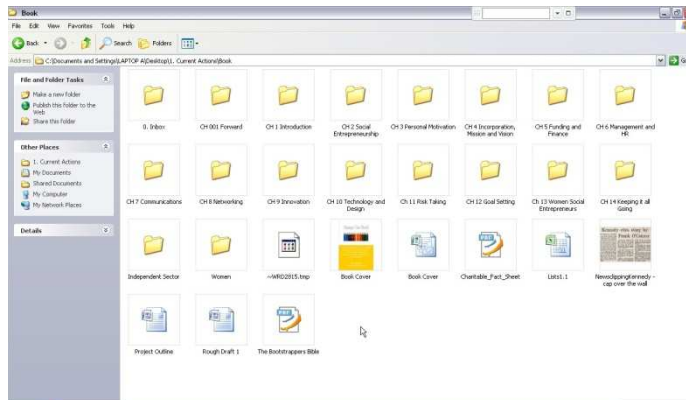 Book
File Edit View Favorites Tools Help
Back Search Folders
Address C:\Documents and Settings\LAPTOP A\Desktop\1. Current Actions\Book
File and Folder Tasks
Make a new folder
Publish this folder to the
Web
Share this folder
Other Places
1. Current Actions
My Documents
Shared Documents
My Computer
My Network Places
Details
0. Inbox
CH 001 Forward
CH 1 Introduction
CH 2 Social
Entrepreneurship
CH 3 Personal Motivation
CH 4 Incorporation,
Mission and Vision
CH 5 Funding and
Finance
CH 6 Management and
HR
CH 7 Communications
CH 8 Networking
CH 9 Innovation
CH 10 Technology and
Design
Ch 11 Risk Taking
CH 12 Goal Setting
Ch 13 Women Social
Entrepreneurs
CH 14 Keeping it all
Going
Independent Sector
Women
~WRD2815.tmp
Book Cover
Book Cover
Charitable_Fact_Sheet
Lists1.1
Newsclippingkennedy -
cap over the wall
Project Outline
Rough Draft 1
The Bootstrappers Bible